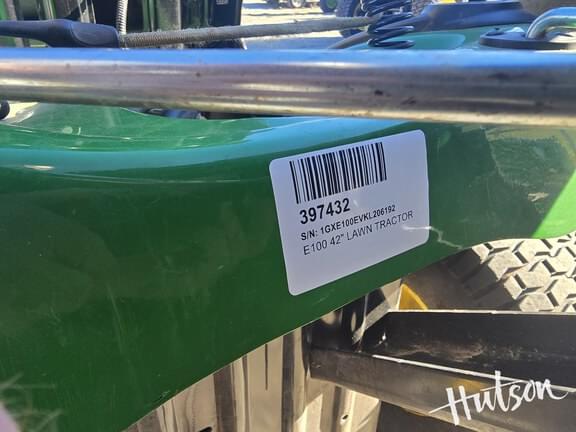 397432
S/N: 1GXE100EVKL206192
E100 42" LAWN TRACTOR
Hutson